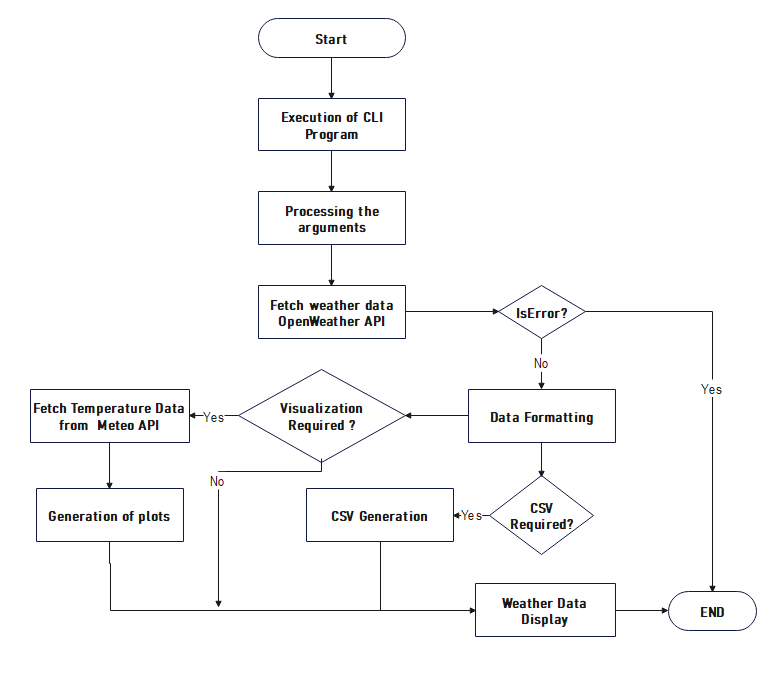 Start
Execution of CLI
Program
Processing the
arguments
Fetch weather data
OpenWeather API
IsError?
No
Yes
Fetch Temperature Data
from Meteo API
Yes
Visualization
Required ?
Data Formatting
No
Generation of plots
CSV Generation
Yes
CSV
Required?
Weather Data
Display
END